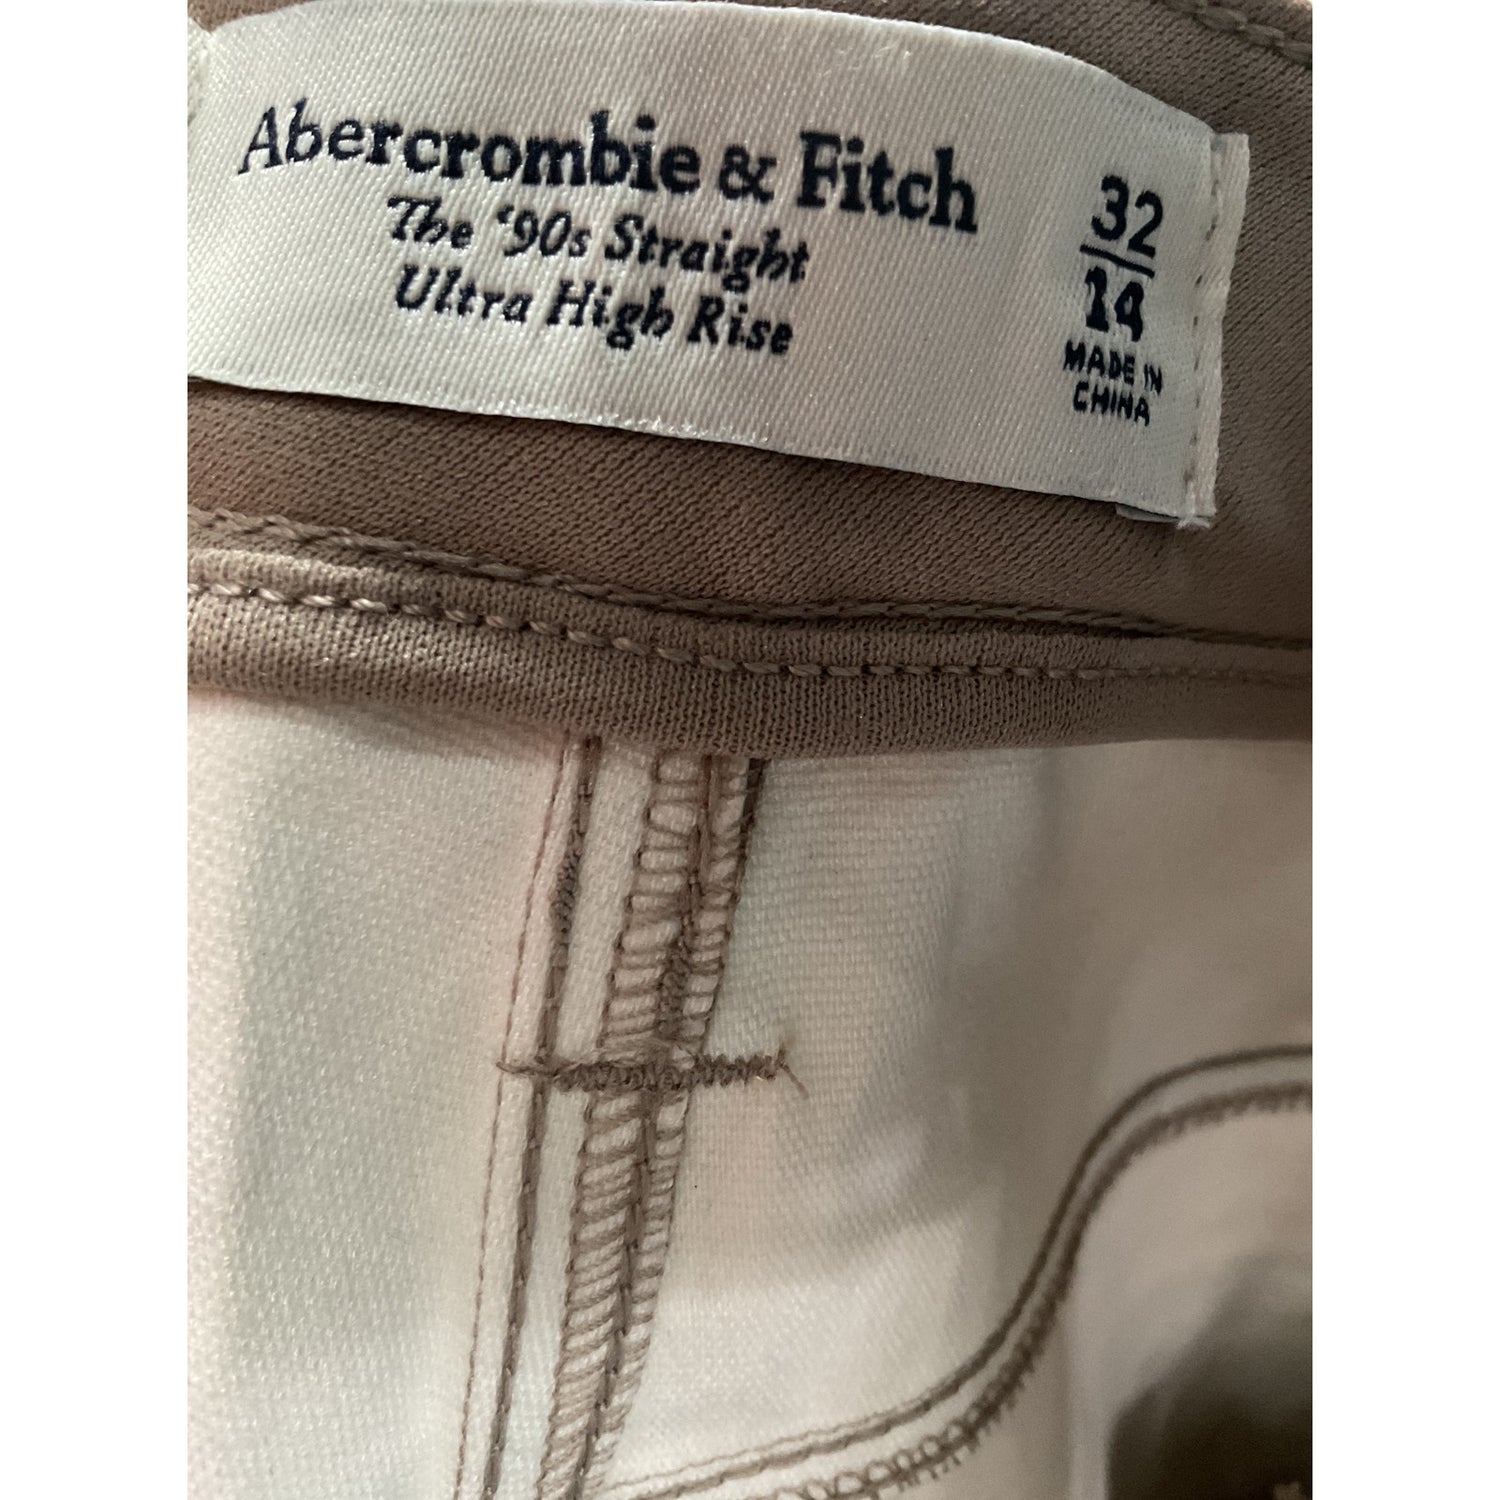 Abercrombie & Fitch
The ‘90s Straight
Ultra High Rise
32
14
MADE IN
CHINA